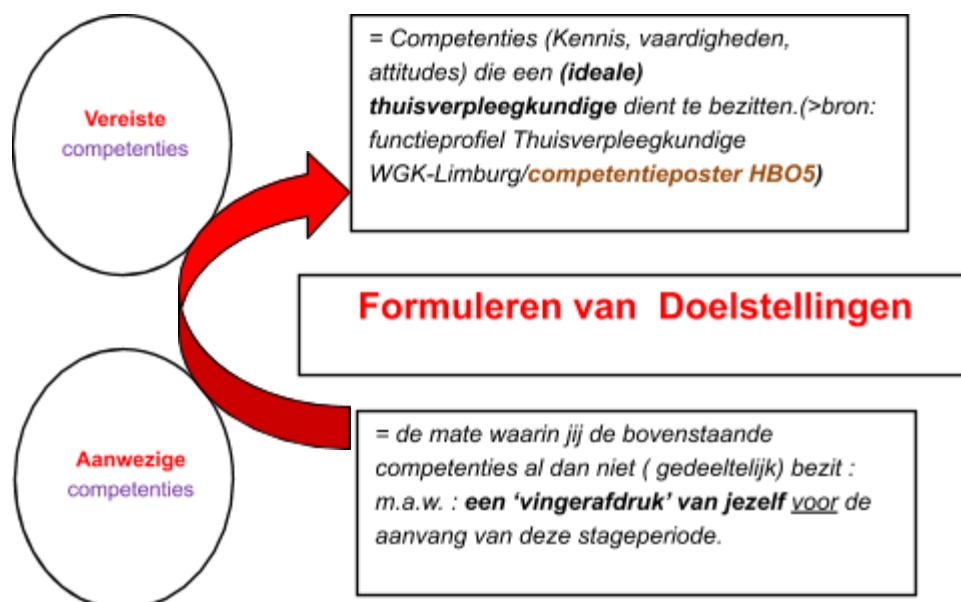 Vereiste
competenties
= Competenties (Kennis, vaardigheden,
attitudes) die een (ideale)
thuisverpleegkundige dient te bezitten.(>bron:
functieprofiel Thuisverpleegkundige
WGK-Limburg/competentieposter HBO5)
Formuleren van Doelstellingen
Aanwezige
competenties
= de mate waarin jij de bovenstaande
competenties al dan niet ( gedeeltelijk) bezit :
m.a.w. : een ‘vingerafdruk’ van jezelf voor de
aanvang van deze stageperiode.